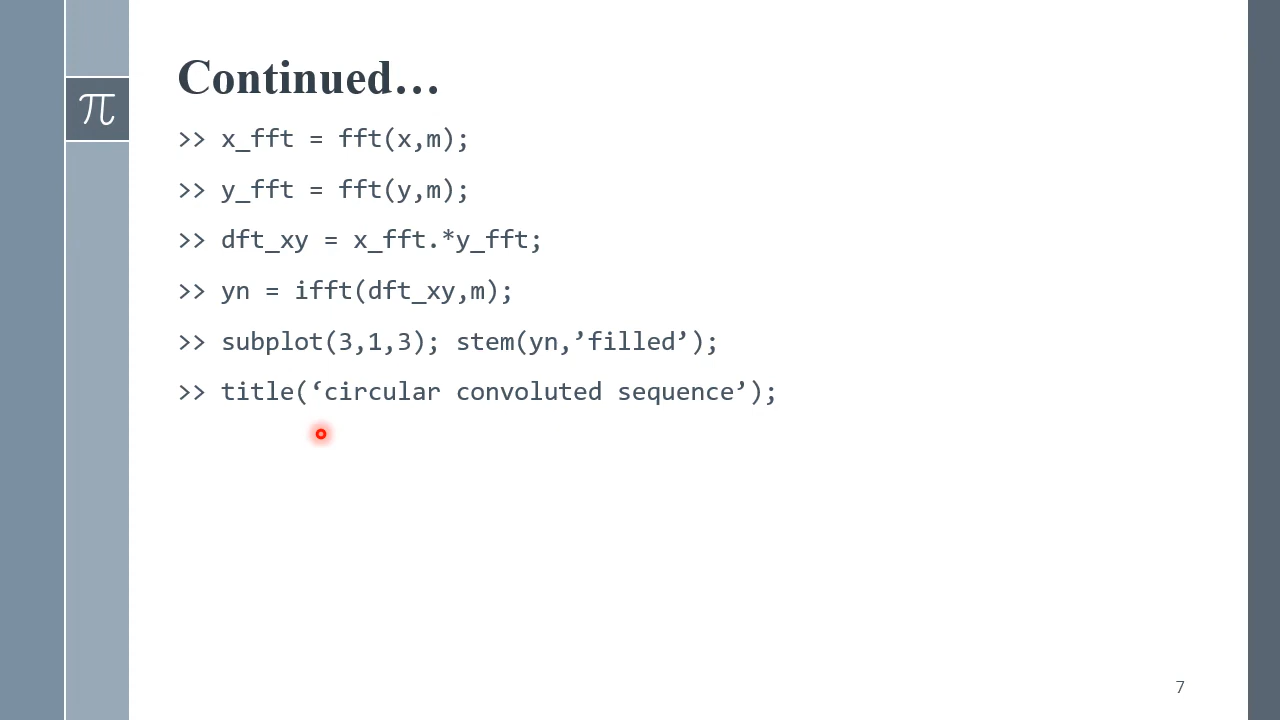 π
Continued…
>> x_fft = fft(x,m);
>> y_fft = fft(y,m);
>> dft_xy = x_fft.*y_fft;
>> yn = ifft(dft_xy,m);
>> subplot(3,1,3); stem(yn,’filled’);
>> title(‘circular convoluted sequence’);
7